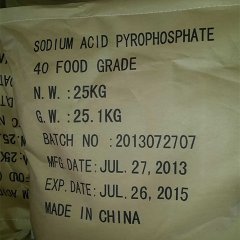 SODIUM ACID PYROPHOSPHATE
40 FOOD GRADE
N. W. : 25KG
G. W. : 25.1KG
BATCH NO : 2013072707
MFG DATE: JUL. 27, 2013
EXP. DATE: JUL. 26, 2015
MADE IN CHINA